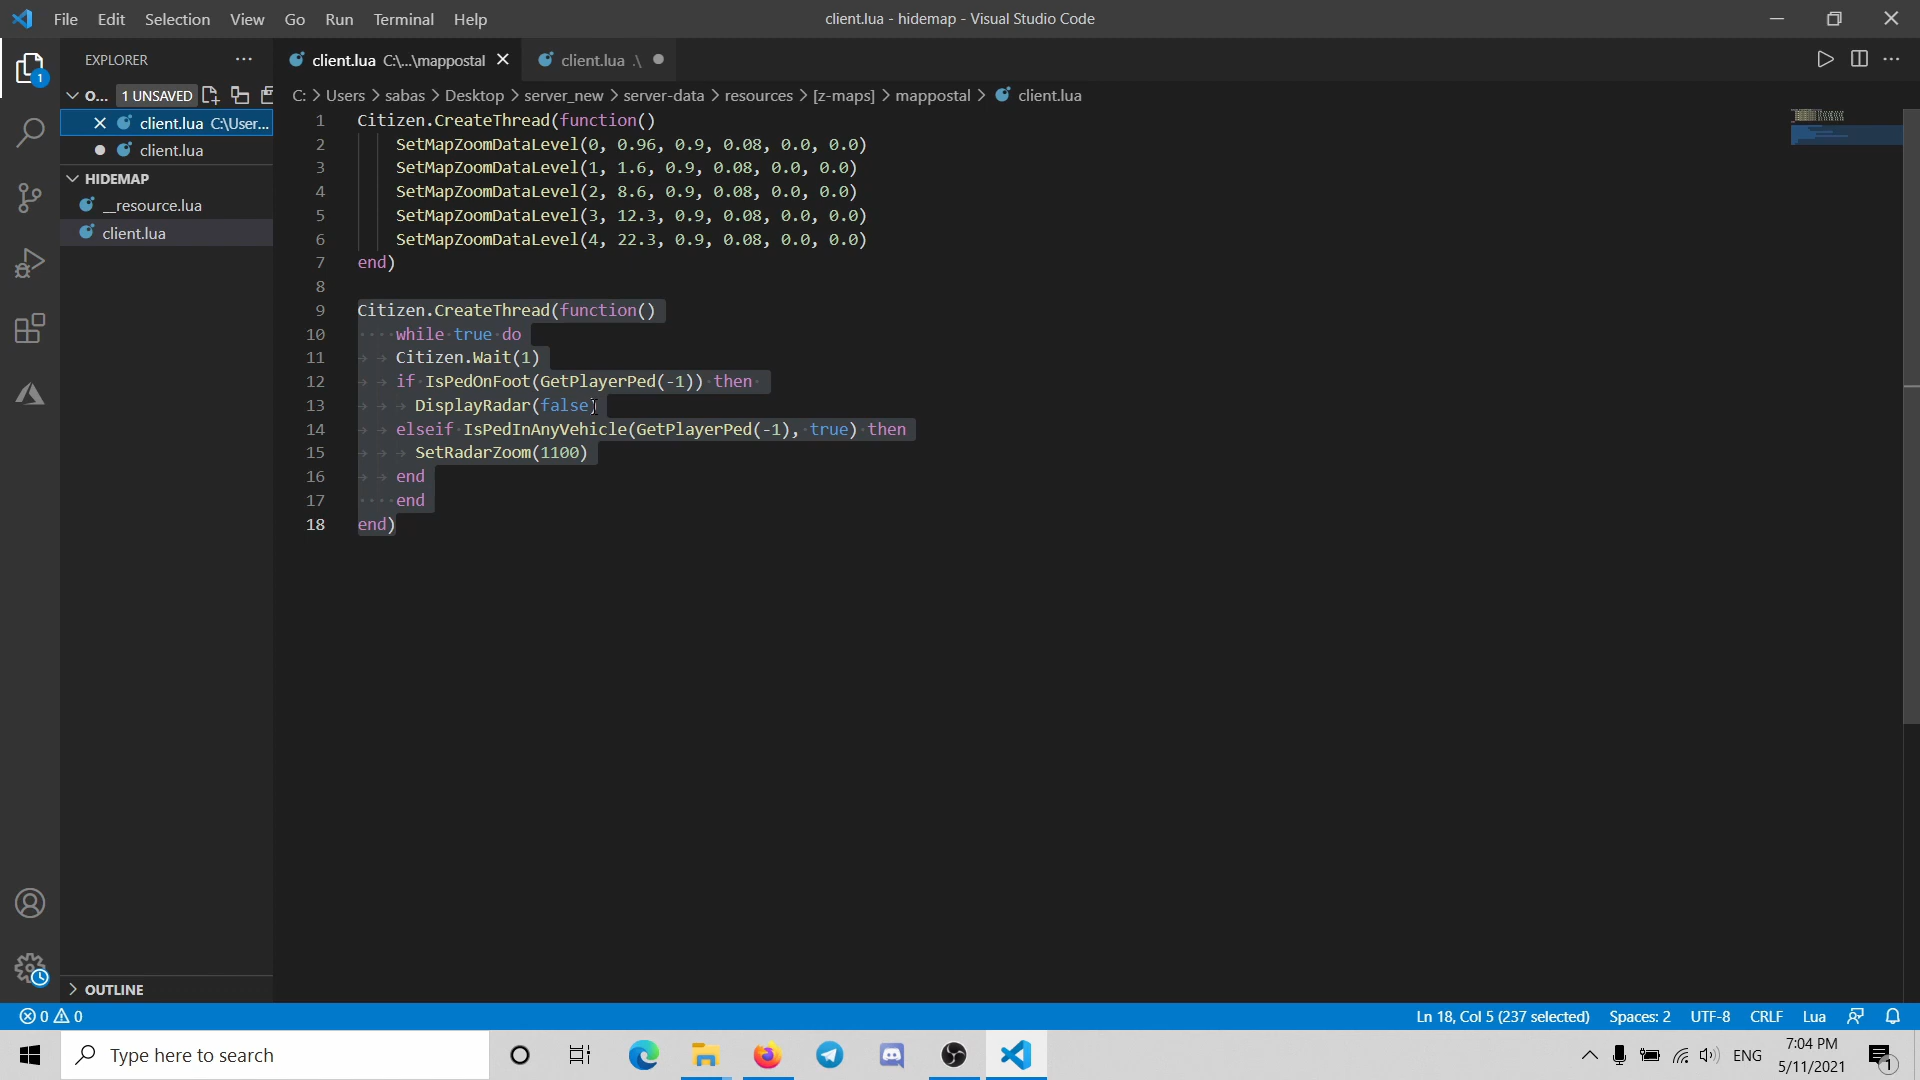 File Edit Selection View Go Run Terminal Help
client.lua - hidemap - Visual Studio Code
EXPLORER
client.lua C:\...\mappostal
client.lua .\
O... 1 UNSAVED
C: > Users > sabas > Desktop > server_new > server-data > resources > [z-maps] > mappostal > client.lua
client.lua C:\User...
client.lua
HIDEMAP
__resource.lua
client.lua
1 Citizen.CreateThread(function()
2 SetMapZoomDataLevel(0, 0.96, 0.9, 0.08, 0.0, 0.0)
3 SetMapZoomDataLevel(1, 1.6, 0.9, 0.08, 0.0, 0.0)
4 SetMapZoomDataLevel(2, 8.6, 0.9, 0.08, 0.0, 0.0)
5 SetMapZoomDataLevel(3, 12.3, 0.9, 0.08, 0.0, 0.0)
6 SetMapZoomDataLevel(4, 22.3, 0.9, 0.08, 0.0, 0.0)
7 end)
8
9 Citizen.CreateThread(function()
10 while true do
11 Citizen.Wait(1)
12 if IsPedOnFoot(GetPlayerPed(-1)) then
13 DisplayRadar(false)
14 elseif IsPedInAnyVehicle(GetPlayerPed(-1), true) then
15 SetRadarZoom(1100)
16 end
17 end
18 end)
OUTLINE
0 0
Ln 18, Col 5 (237 selected) Spaces: 2 UTF-8 CRLF Lua
Type here to search
ENG
7:04 PM
5/11/2021
1